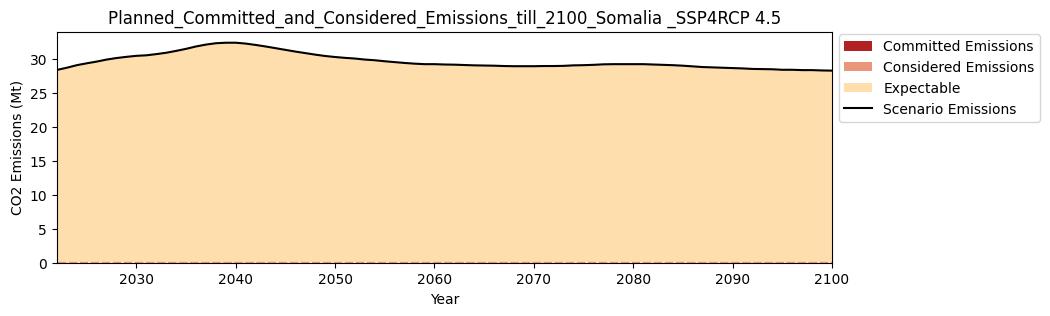 Planned_Committed_and_Considered_Emissions_till_2100_Somalia _SSP4RCP 4.5
CO2 Emissions (Mt)
30
25
20
15
10
5
0
2030 2040 2050 2060 2070 2080 2090 2100
Year
Committed Emissions
Considered Emissions
Expectable
Scenario Emissions